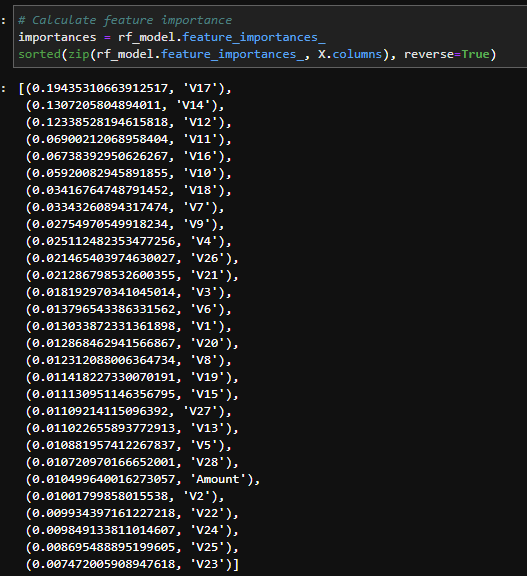 : # Calculate feature importance
importances = rf_model.feature_importances_
sorted(zip(rf_model.feature_importances_, X.columns), reverse=True)
: [(0.19435310663912517, 'V17'),
(0.1307205804894011, 'V14'),
(0.12338528194615818, 'V12'),
(0.06900212068958404, 'V11'),
(0.06738392950626267, 'V16'),
(0.05920082945891855, 'V10'),
(0.03416764748791452, 'V18'),
(0.03343260894317474, 'V7'),
(0.02754970549918234, 'V9'),
(0.025112482353477256, 'V4'),
(0.021465403974630027, 'V26'),
(0.021286798532600355, 'V21'),
(0.018192970341045014, 'V3'),
(0.013796543386331562, 'V6'),
(0.013033872331361898, 'V1'),
(0.012868462941566867, 'V20'),
(0.012312088006364734, 'V8'),
(0.011418227330070191, 'V19'),
(0.011130951146356795, 'V15'),
(0.01109214115096392, 'V27'),
(0.011022655893772913, 'V13'),
(0.010881957412267837, 'V5'),
(0.010720970166652001, 'V28'),
(0.010499640016273057, 'Amount'),
(0.01001799858015538, 'V2'),
(0.009934397161227218, 'V22'),
(0.009849133811014607, 'V24'),
(0.008695488895199605, 'V25'),
(0.007472005908947618, 'V23')]